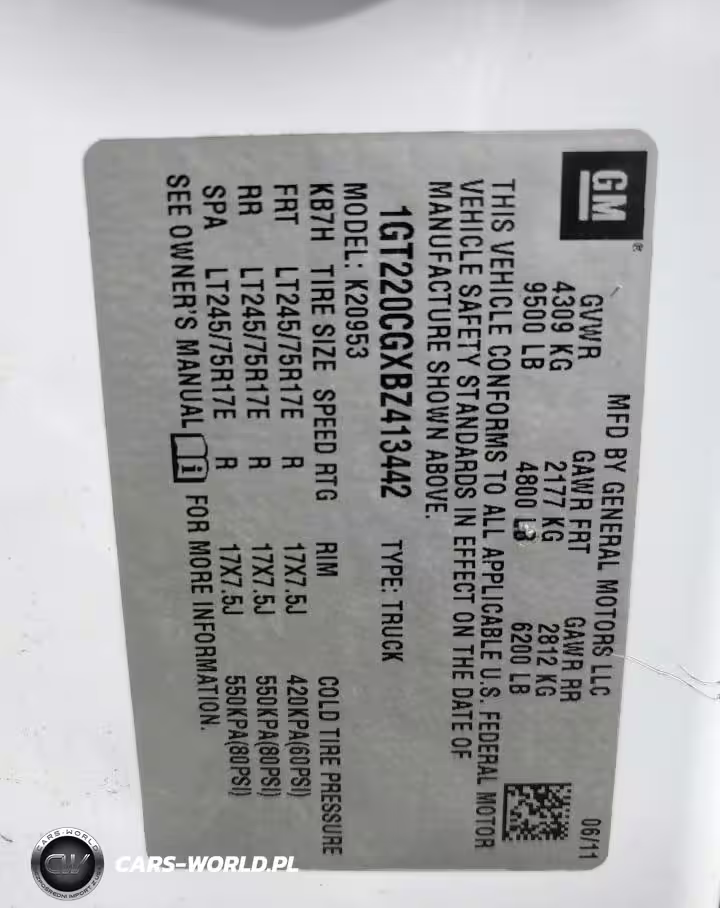 GM®
MFD BY GENERAL MOTORS LLC 06/11
GVWR GAWR FRT GAWR RR
4309 KG 2177 KG 2812 KG
9500 LB 4800 LB 6200 LB
THIS VEHICLE CONFORMS TO ALL APPLICABLE U.S. FEDERAL MOTOR
VEHICLE SAFETY STANDARDS IN EFFECT ON THE DATE OF
MANUFACTURE SHOWN ABOVE.
1GT220CGXBZ413442 TYPE: TRUCK
MODEL: K20953
KB7H TIRE SIZE SPEED RTG RIM COLD TIRE PRESSURE
FRT LT245/75R17E R 17X7.5J 420KPA(60PSI)
RR LT245/75R17E R 17X7.5J 550KPA(80PSI)
SPA LT245/75R17E R 17X7.5J 550KPA(80PSI)
SEE OWNER'S MANUAL FOR MORE INFORMATION.
CARS-WORLD
CW
CARS-WORLD.PL